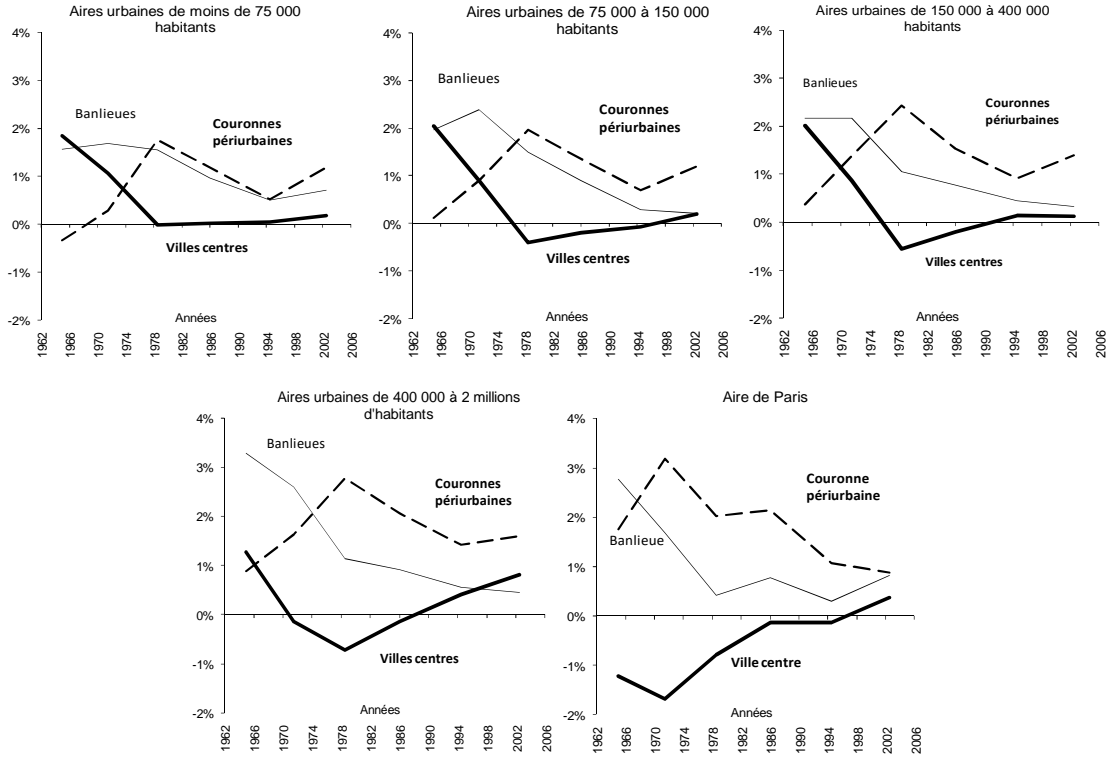 Aires urbaines de moins de 75 000
habitants
4%
3%
2%
1%
0%
-1%
-2%
Banlieues
Couronnes
périurbaines
Villes centres
Années
1962 1966 1970 1974 1978 1982 1986 1990 1994 1998 2002 2006
Aires urbaines de 75 000 à 150 000
habitants
4%
3%
2%
1%
0%
-1%
-2%
Banlieues
Couronnes
périurbaines
Villes centres
Années
1962 1966 1970 1974 1978 1982 1986 1990 1994 1998 2002 2006
Aires urbaines de 150 000 à 400 000
habitants
4%
3%
2%
1%
0%
-1%
-2%
Banlieues
Couronnes
périurbaines
Villes centres
Années
1962 1966 1970 1974 1978 1982 1986 1990 1994 1998 2002 2006
Aires urbaines de 400 000 à 2 millions
d'habitants
4%
3%
2%
1%
0%
-1%
-2%
Banlieues
Couronnes
périurbaines
Villes centres
Années
1962 1966 1970 1974 1978 1982 1986 1990 1994 1998 2002 2006
Aire de Paris
4%
3%
2%
1%
0%
-1%
-2%
Couronne
périurbaine
Banlieue
Ville centre
Années
1962 1966 1970 1974 1978 1982 1986 1990 1994 1998 2002 2006